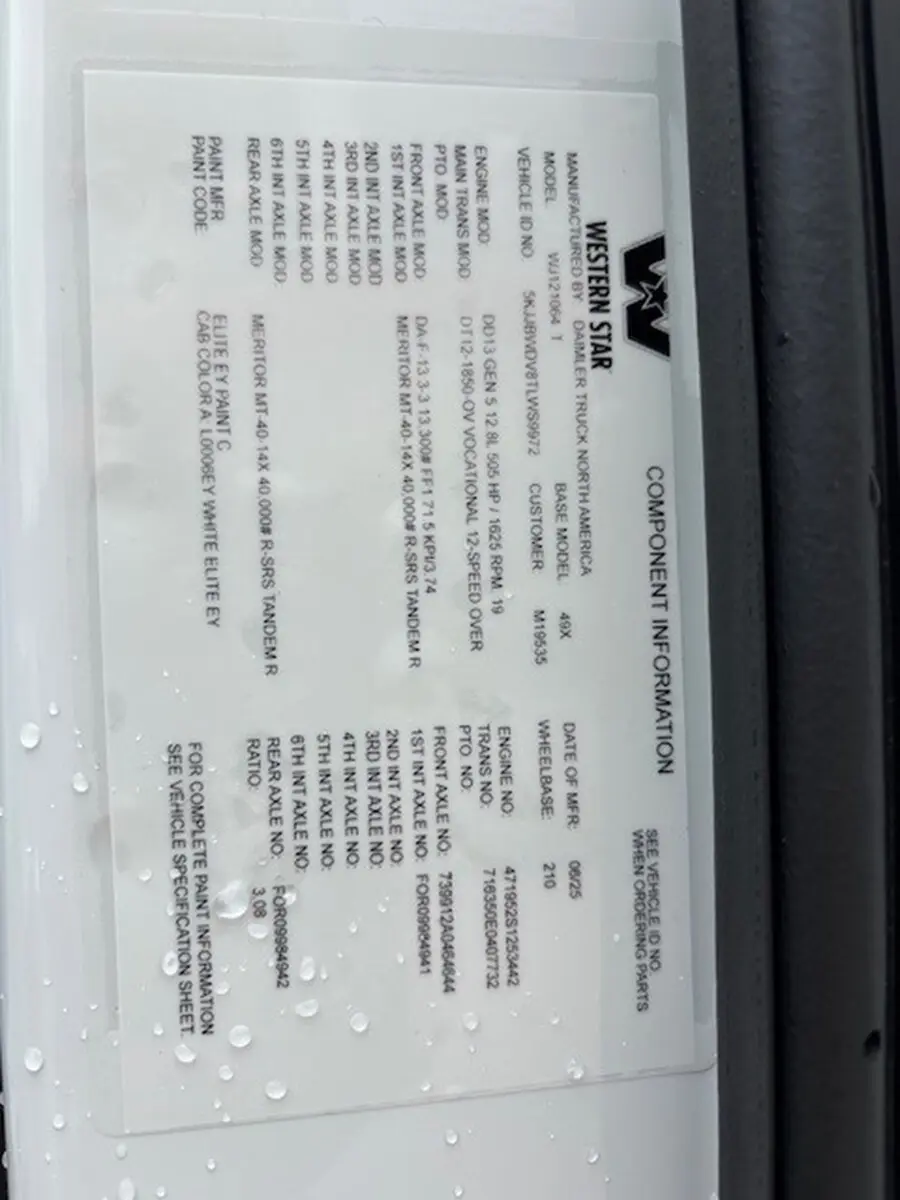 COMPONENT INFORMATION
SEE VEHICLE ID NO.
WHEN ORDERING PARTS
WESTERN STAR
MANUFACTURED BY DAIMLER TRUCK NORTH AMERICA
MODEL WJ121064 T BASE MODEL 49X DATE OF MFR: 06/25
VEHICLE ID NO. 5KJJBWDV8TLWS9972 CUSTOMER: M19535 WHEELBASE: 210
ENGINE MOD: DD13 GEN 5 12.8L 505 HP / 1625 RPM, 19 ENGINE NO: 471952S1253442
MAIN TRANS MOD: DT12-1850-OV VOCATIONAL 12-SPEED OVER TRANS NO: 716350E0407732
PTO MOD PTO NO:
FRONT AXLE MOD: DA-F-13.3-3 13,300# FF1 71.5 KPI/3.74 FRONT AXLE NO: 739912A0464644
1ST INT AXLE MOD MERITOR MT-40-14X 40,000# R-SRS TANDEM R 1ST INT AXLE NO: FOR09984941
2ND INT AXLE MOD 2ND INT AXLE NO:
3RD INT AXLE MOD 3RD INT AXLE NO:
4TH INT AXLE MOD 4TH INT AXLE NO:
5TH INT AXLE MOD 5TH INT AXLE NO:
6TH INT AXLE MOD: 6TH INT AXLE NO:
REAR AXLE MOD MERITOR MT-40-14X 40,000# R-SRS TANDEM R REAR AXLE NO: FOR09984942
RATIO: 3.08
PAINT MFR ELITE EY PAINT C
PAINT CODE CAB COLOR A: L0006EY WHITE ELITE EY
FOR COMPLETE PAINT INFORMATION
SEE VEHICLE SPECIFICATION SHEET.